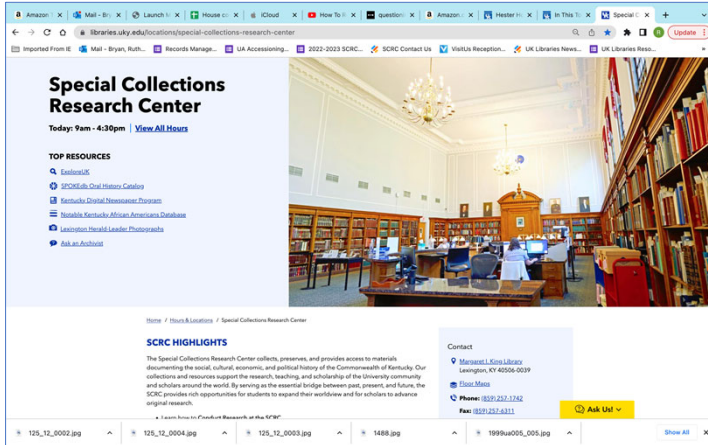 Amazon
Mail - Br
Launch M
House co
iCloud
How To R
question
Amazon.c
Hester He
In This To
Special C
libraries.uky.edu/locations/special-collections-research-center
Update
Imported From IE
Mail - Bryan, Ruth...
Records Manage...
UA Accessioning...
2022-2023 SCRC...
SCRC Contact Us
VisitUs Reception...
UK Libraries News...
UK Libraries Reso...
Special Collections
Research Center
Today: 9am - 4:30pm | View All Hours
TOP RESOURCES
ExploreUK
SPOKEdb Oral History Catalog
Kentucky Digital Newspaper Program
Notable Kentucky African Americans Database
Lexington Herald-Leader Photographs
Ask an Archivist
Home / Hours & Locations / Special Collections Research Center
SCRC HIGHLIGHTS
The Special Collections Research Center collects, preserves, and provides access to materials
documenting the social, cultural, economic, and political history of the Commonwealth of Kentucky. Our
collections and resources support the research, teaching, and scholarship of the University community
and scholars around the world. By serving as the essential bridge between past, present, and future, the
SCRC provides rich opportunities for students to expand their worldview and for scholars to advance
original research.
• Learn how to Conduct Research at the SCRC
Contact
Margaret I. King Library
Lexington, KY 40506-0039
Floor Maps
Phone: (859) 257-1742
Fax: (859) 257-6311
Ask Us!
125_12_0002.jpg
125_12_0004.jpg
125_12_0003.jpg
1488.jpg
1999ua005_005.jpg
Show All